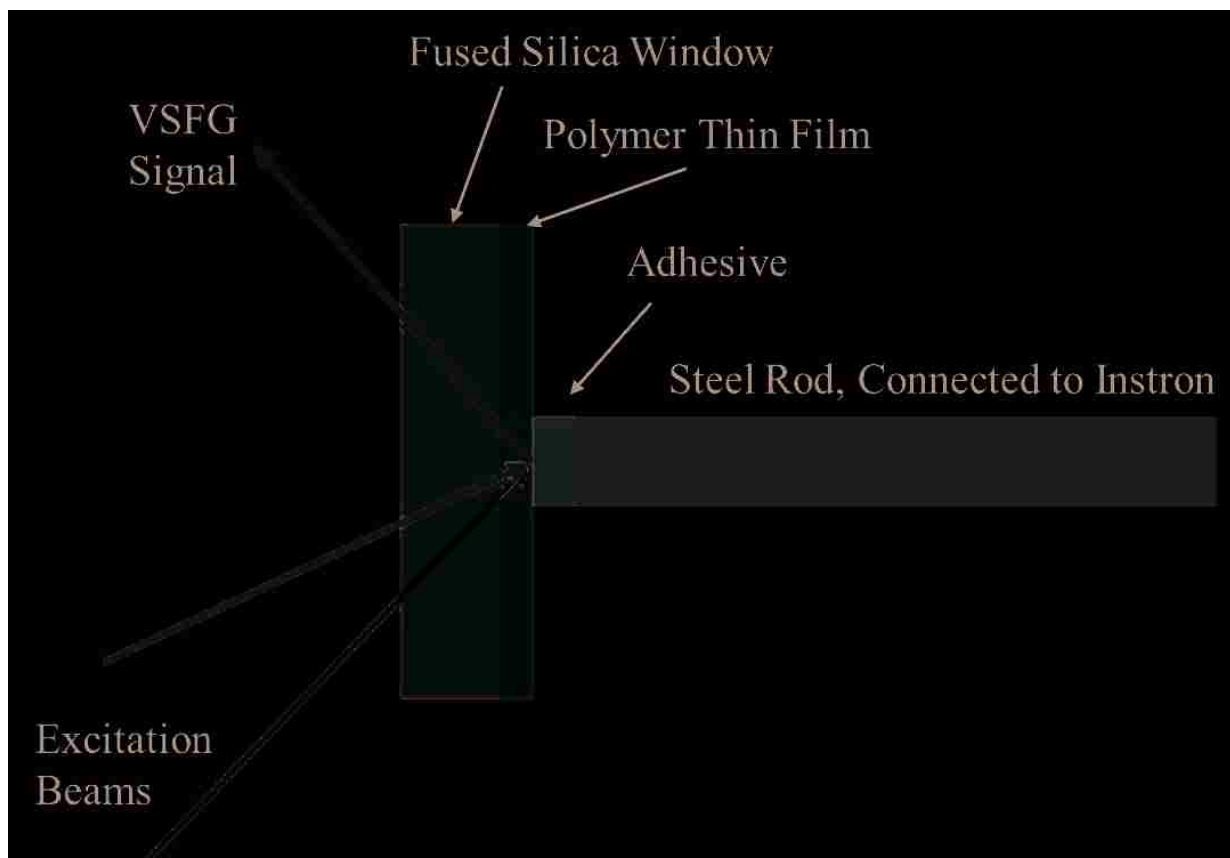 Fused Silica Window
VSFG
Signal
Polymer Thin Film
Adhesive
Steel Rod, Connected to Instron
Excitation
Beams